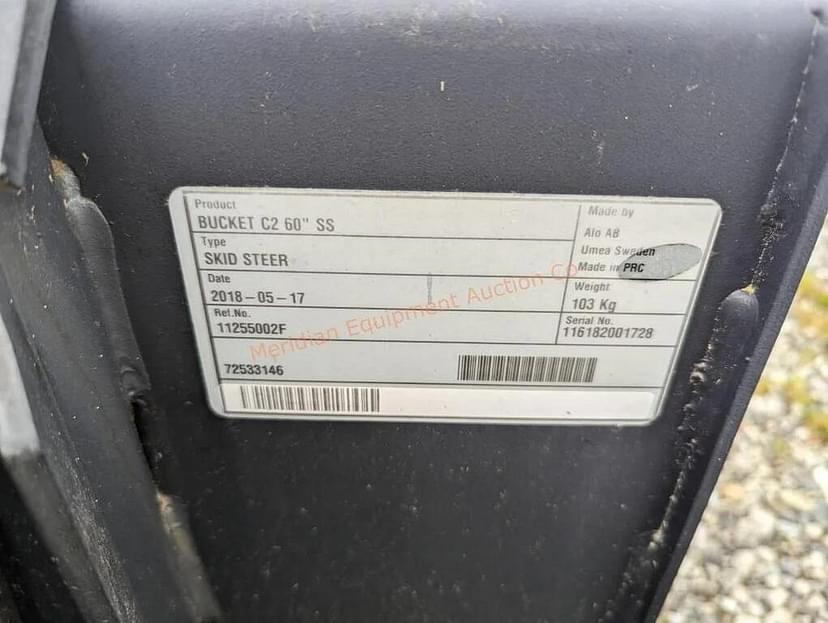 Product
BUCKET C2 60" SS
Type
SKID STEER
Date
2018-05-17
Ref.No.
11255002F
72533146
Made by
Alo AB
Umea Sweden
Made in PRC
Weight
103 Kg
Serial No.
116182001728
Meridian Equipment Auction Co